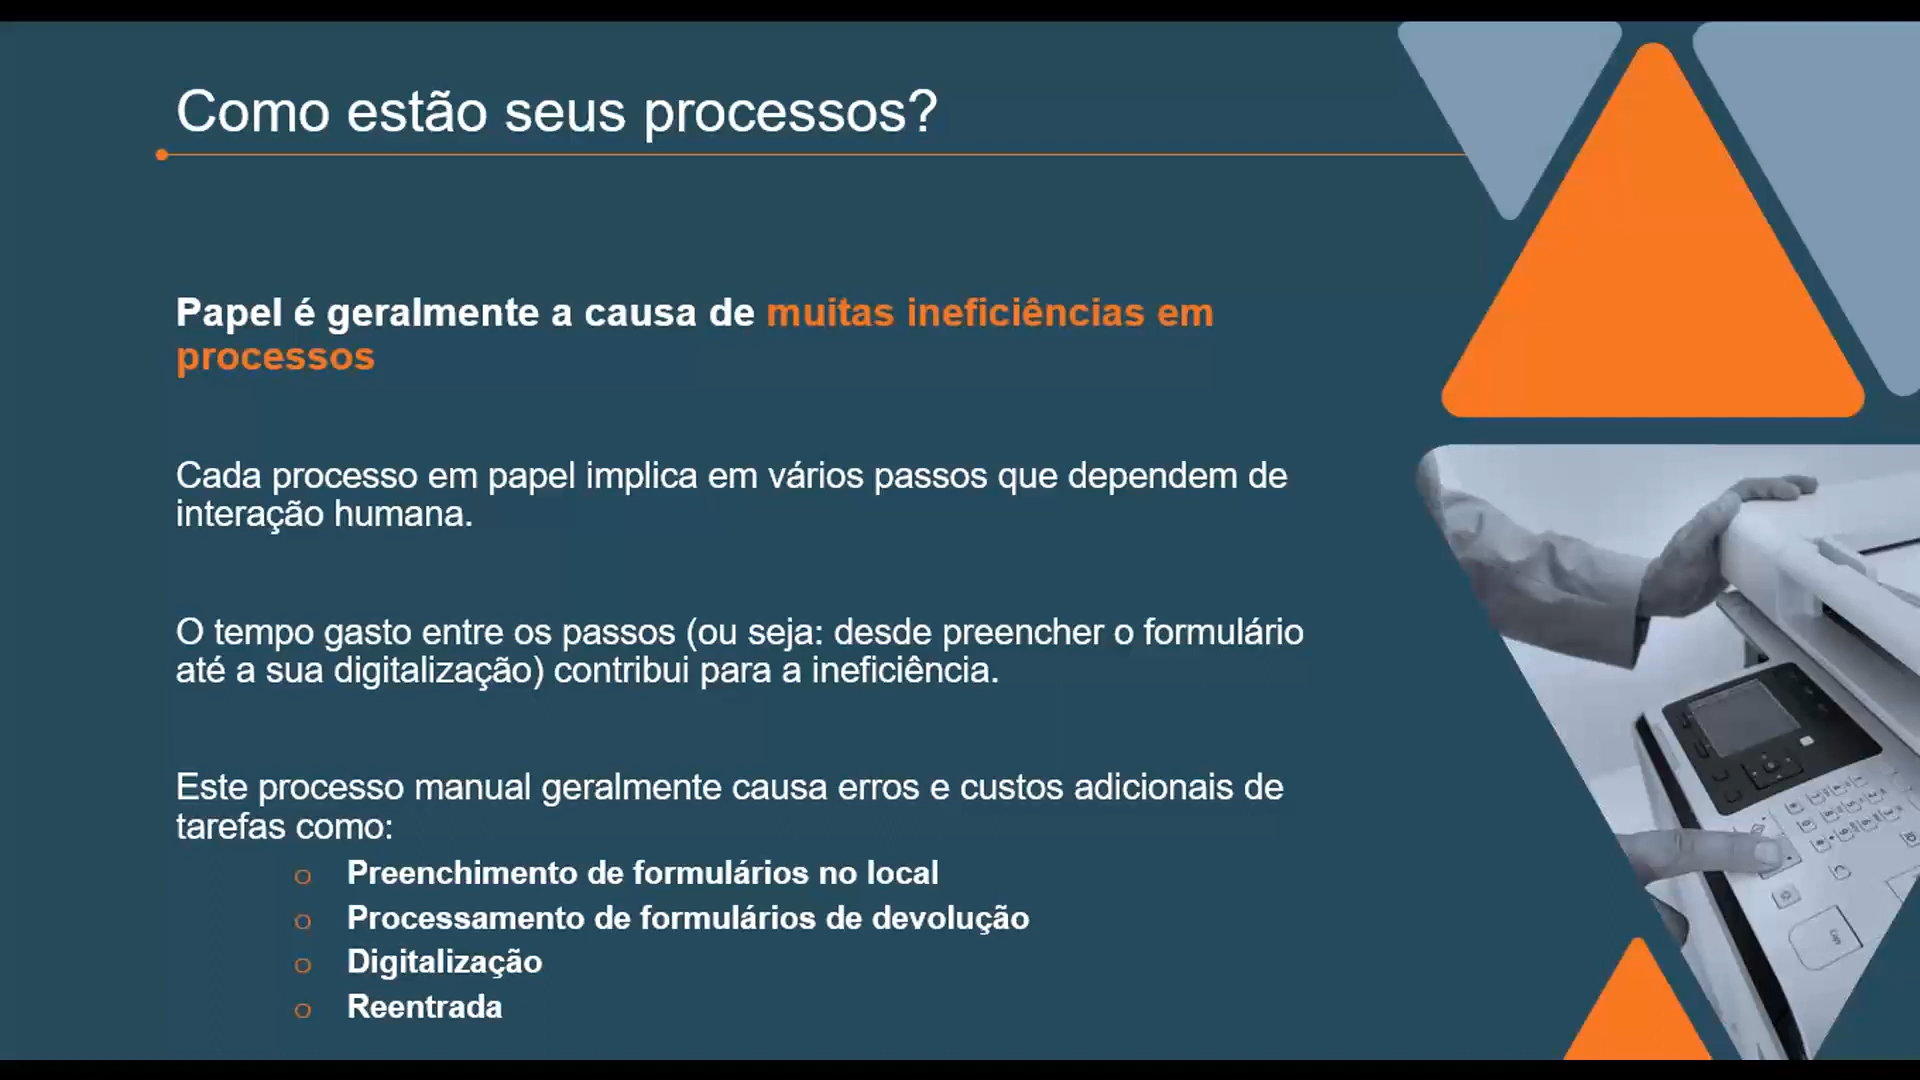 Como estão seus processos?
Papel é geralmente a causa de muitas ineficiências em
processos
Cada processo em papel implica em vários passos que dependem de
interação humana.
O tempo gasto entre os passos (ou seja: desde preencher o formulário
até a sua digitalização) contribui para a ineficiência.
Este processo manual geralmente causa erros e custos adicionais de
tarefas como:
o Preenchimento de formulários no local
o Processamento de formulários de devolução
o Digitalização
o Reentrada